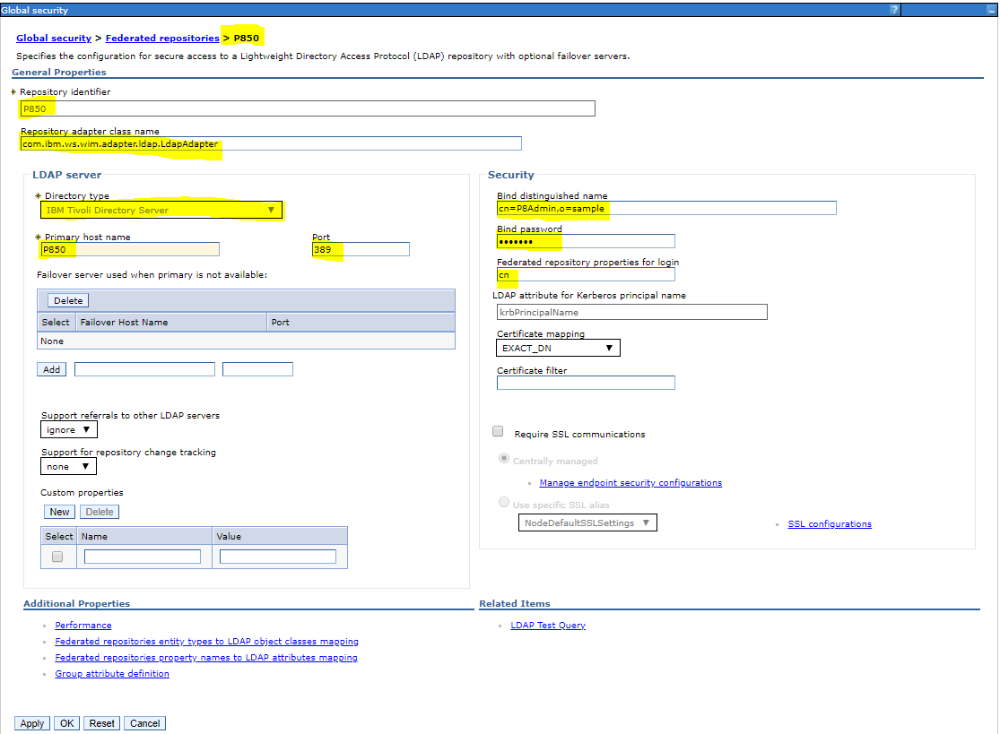 Global security ? _
Global security > Federated repositories > P850
Specifies the configuration for secure access to a Lightweight Directory Access Protocol (LDAP) repository with optional failover servers.
General Properties
* Repository identifier
P850
Repository adapter class name
com.ibm.ws.wim.adapter.ldap.LdapAdapter
LDAP server
* Directory type
IBM Tivoli Directory Server ▼
* Primary host name
Port
P850
389
Failover server used when primary is not available:
Delete
Select Failover Host Name Port
None
Add
Support referrals to other LDAP servers
ignore ▼
Support for repository change tracking
none ▼
Custom properties
New Delete
Select Name Value
Security
Bind distinguished name
cn=P8Admin,o=sample
Bind password
•••••••
Federated repository properties for login
cn
LDAP attribute for Kerberos principal name
krbPrincipalName
Certificate mapping
EXACT_DN ▼
Certificate filter
Require SSL communications
Centrally managed
Manage endpoint security configurations
Use specific SSL alias
NodeDefaultSSLSettings ▼
SSL configurations
Additional Properties
Performance
Federated repositories entity types to LDAP object classes mapping
Federated repositories property names to LDAP attributes mapping
Group attribute definition
Related Items
LDAP Test Query
Apply OK Reset Cancel